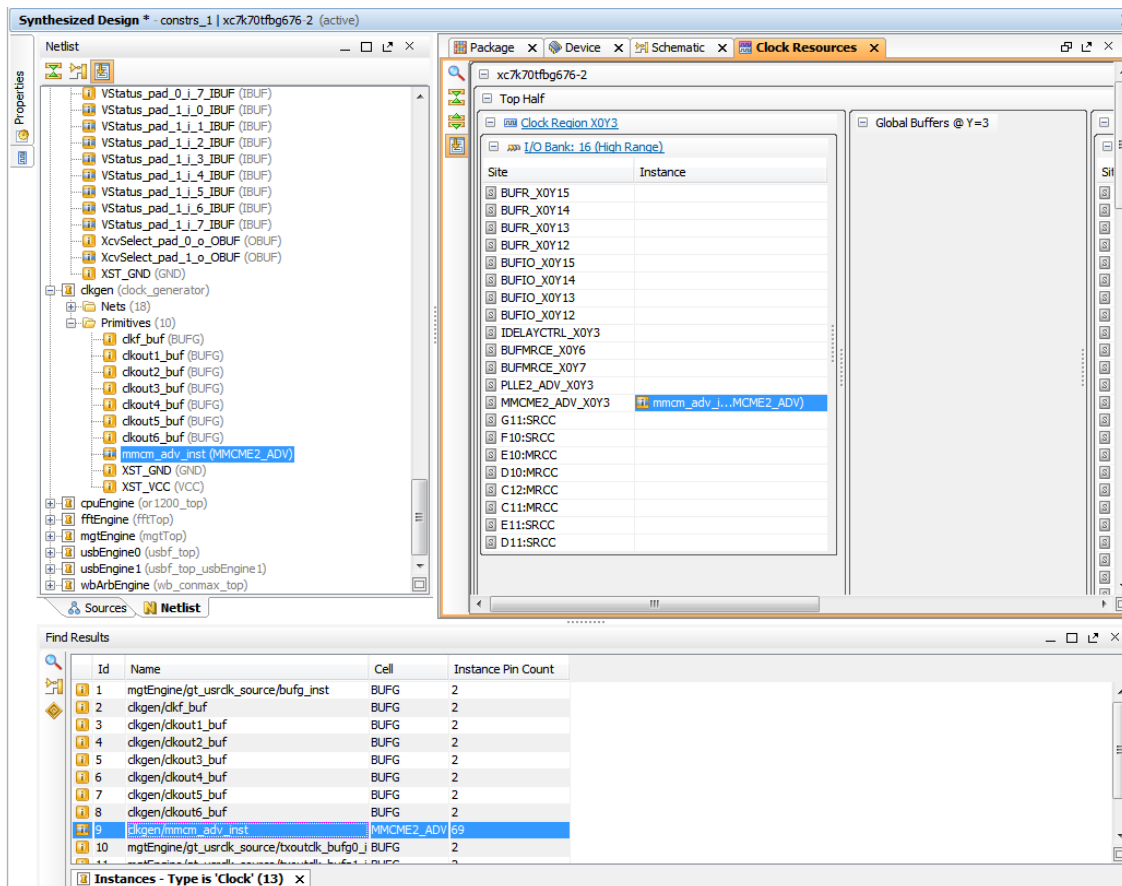 Synthesized Design * - constrs_1 | xc7k70tfbg676-2 (active)
Properties
Netlist
VStatus_pad_0_i_7_IBUF (IBUF)
VStatus_pad_1_i_0_IBUF (IBUF)
VStatus_pad_1_i_1_IBUF (IBUF)
VStatus_pad_1_i_2_IBUF (IBUF)
VStatus_pad_1_i_3_IBUF (IBUF)
VStatus_pad_1_i_4_IBUF (IBUF)
VStatus_pad_1_i_5_IBUF (IBUF)
VStatus_pad_1_i_6_IBUF (IBUF)
VStatus_pad_1_i_7_IBUF (IBUF)
XcvSelect_pad_0_o_OBUF (OBUF)
XcvSelect_pad_1_o_OBUF (OBUF)
XST_GND (GND)
clkgen (clock_generator)
Nets (18)
Primitives (10)
clkf_buf (BUFG)
clkout1_buf (BUFG)
clkout2_buf (BUFG)
clkout3_buf (BUFG)
clkout4_buf (BUFG)
clkout5_buf (BUFG)
clkout6_buf (BUFG)
mmcm_adv_inst (MMCME2_ADV)
XST_GND (GND)
XST_VCC (VCC)
cpuEngine (or1200_top)
fftEngine (fftTop)
mgtEngine (mgtTop)
usbEngine0 (usbf_top)
usbEngine1 (usbf_top_usbEngine1)
wbArbEngine (wb_conmax_top)
Sources Netlist
Package Device Schematic Clock Resources
xc7k70tfbg676-2
Top Half
Clock Region X0Y3
I/O Bank: 16 (High Range)
Site Instance
BUFR_X0Y15
BUFR_X0Y14
BUFR_X0Y13
BUFR_X0Y12
BUFIO_X0Y15
BUFIO_X0Y14
BUFIO_X0Y13
BUFIO_X0Y12
IDELAYCTRL_X0Y3
BUFMRCE_X0Y6
BUFMRCE_X0Y7
PLLE2_ADV_X0Y3
MMCME2_ADV_X0Y3 mmcm_adv_i...MCME2_ADV)
G11:SRCC
F10:SRCC
E10:MRCC
D10:MRCC
C12:MRCC
C11:MRCC
E11:SRCC
D11:SRCC
Global Buffers @ Y=3
Sit
Find Results
Id Name Cell Instance Pin Count
1 mgtEngine/gt_usrclk_source/bufg_inst BUFG 2
2 clkgen/clkf_buf BUFG 2
3 clkgen/clkout1_buf BUFG 2
4 clkgen/clkout2_buf BUFG 2
5 clkgen/clkout3_buf BUFG 2
6 clkgen/clkout4_buf BUFG 2
7 clkgen/clkout5_buf BUFG 2
8 clkgen/clkout6_buf BUFG 2
9 clkgen/mmcm_adv_inst MMCME2_ADV 69
10 mgtEngine/gt_usrclk_source/txoutclk_bufg0_i BUFG 2
11 mgtEngine/gt_usrclk_source/txoutclk_bufg1_i BUFG 2
Instances - Type is 'Clock' (13)